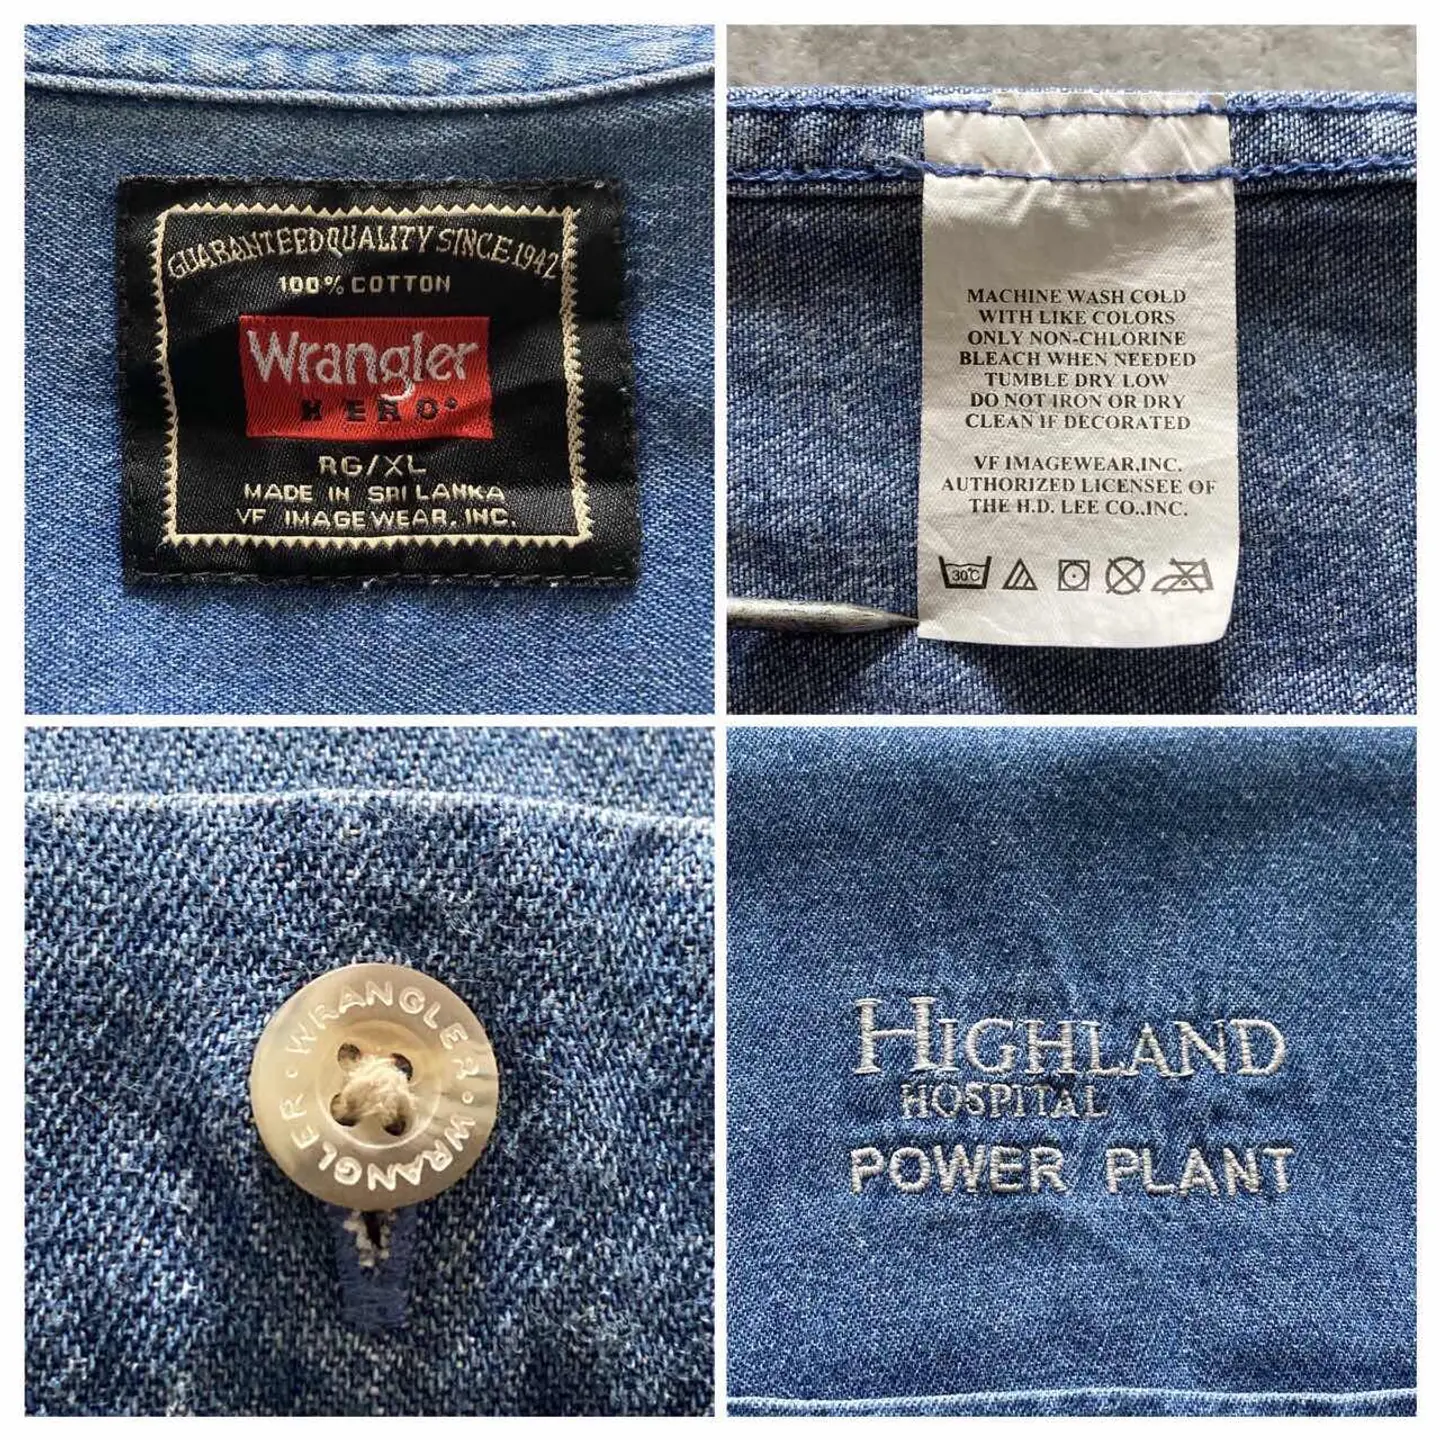 GUARANTEED QUALITY SINCE 1942
100% COTTON
Wrangler
HERO®
RG/XL
MADE IN SRI LANKA
VF IMAGEWEAR, INC.
MACHINE WASH COLD
WITH LIKE COLORS
ONLY NON-CHLORINE
BLEACH WHEN NEEDED
TUMBLE DRY LOW
DO NOT IRON OR DRY
CLEAN IF DECORATED
VF IMAGEWEAR,INC.
AUTHORIZED LICENSEE OF
THE H.D. LEE CO.,INC.
30°C
WRANGLER · WRANGLER · WRANGLER ·
HIGHLAND
HOSPITAL
POWER PLANT